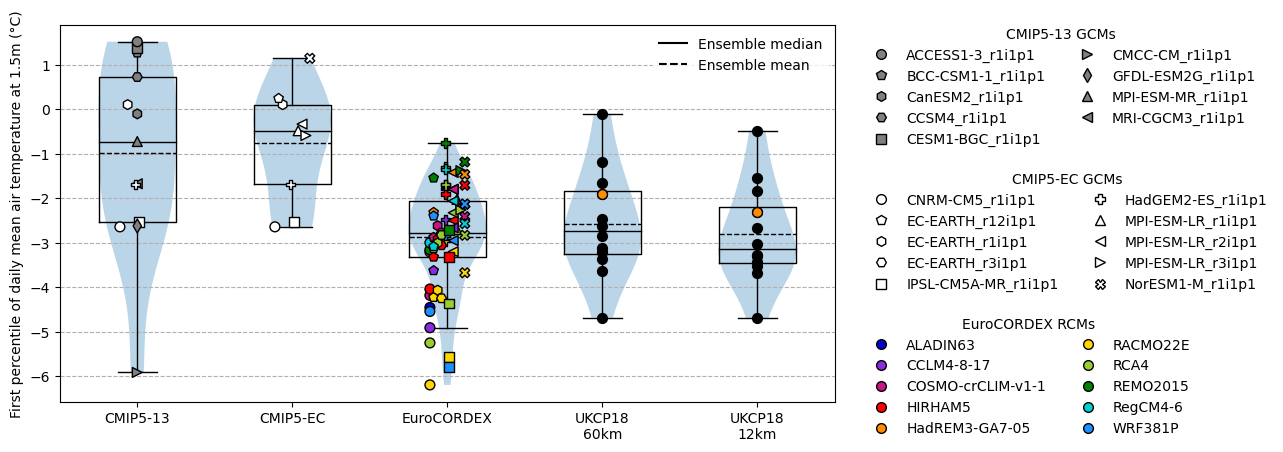 First percentile of daily mean air temperature at 1.5m (°C)
1
0
−1
−2
−3
−4
−5
−6
Ensemble median
Ensemble mean
CMIP5-13
CMIP5-EC
EuroCORDEX
UKCP18
60km
UKCP18
12km
CMIP5-13 GCMs
ACCESS1-3_r1i1p1
BCC-CSM1-1_r1i1p1
CanESM2_r1i1p1
CCSM4_r1i1p1
CESM1-BGC_r1i1p1
CMCC-CM_r1i1p1
GFDL-ESM2G_r1i1p1
MPI-ESM-MR_r1i1p1
MRI-CGCM3_r1i1p1
CMIP5-EC GCMs
CNRM-CM5_r1i1p1
EC-EARTH_r12i1p1
EC-EARTH_r1i1p1
EC-EARTH_r3i1p1
IPSL-CM5A-MR_r1i1p1
HadGEM2-ES_r1i1p1
MPI-ESM-LR_r1i1p1
MPI-ESM-LR_r2i1p1
MPI-ESM-LR_r3i1p1
NorESM1-M_r1i1p1
EuroCORDEX RCMs
ALADIN63
CCLM4-8-17
COSMO-crCLIM-v1-1
HIRHAM5
HadREM3-GA7-05
RACMO22E
RCA4
REMO2015
RegCM4-6
WRF381P